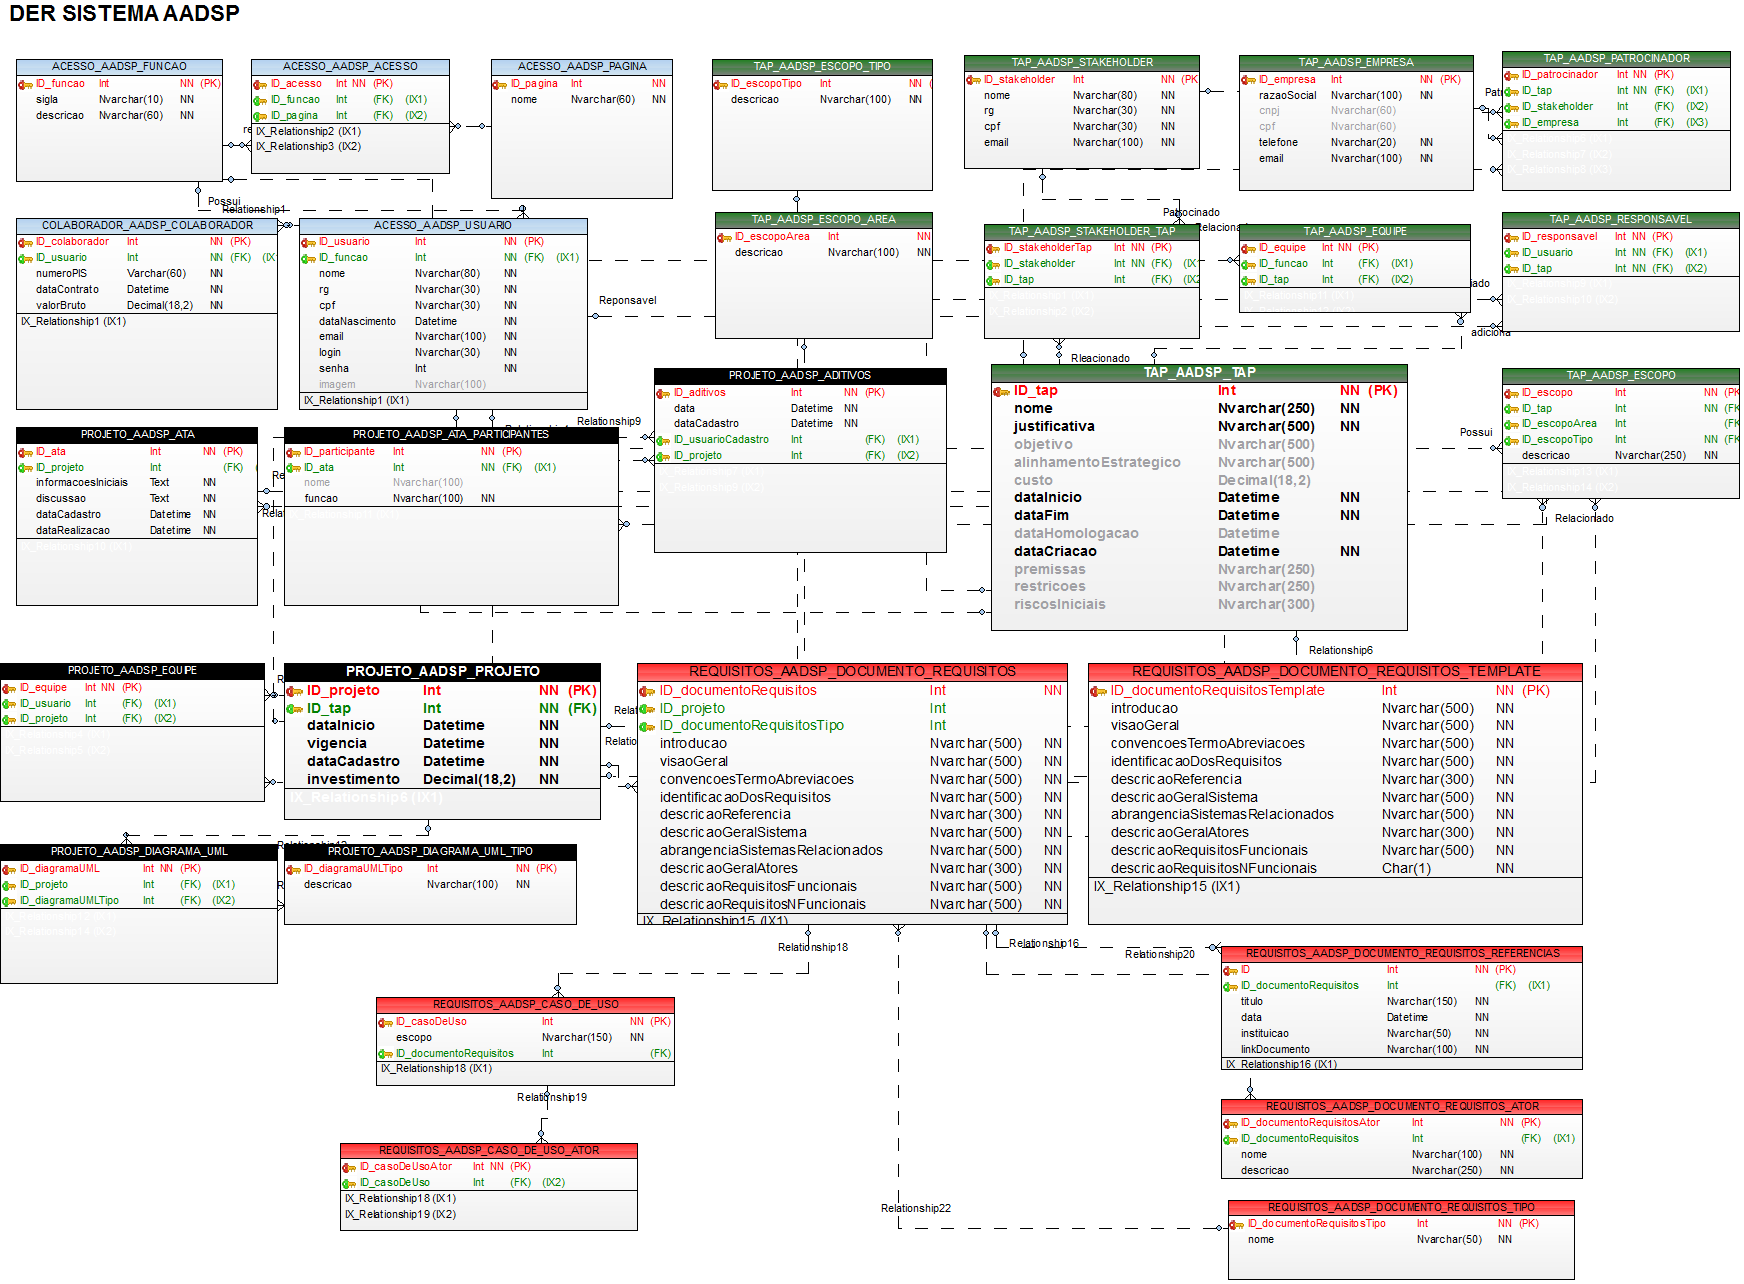 DER SISTEMA AADSP
ACESSO_AADSP_FUNCAO
ID_funcao Int NN (PK)
sigla Nvarchar(10) NN
descricao Nvarchar(60) NN
ACESSO_AADSP_ACESSO
ID_acesso Int NN (PK)
ID_funcao Int (FK) (IX1)
ID_pagina Int (FK) (IX2)
IX_Relationship2 (IX1)
IX_Relationship3 (IX2)
ACESSO_AADSP_PAGINA
ID_pagina Int NN
nome Nvarchar(60) NN
TAP_AADSP_ESCOPO_TIPO
ID_escopoTipo Int NN (
descricao Nvarchar(100) NN
TAP_AADSP_STAKEHOLDER
ID_stakeholder Int NN (PK
nome Nvarchar(80) NN
rg Nvarchar(30) NN
cpf Nvarchar(30) NN
email Nvarchar(100) NN
TAP_AADSP_EMPRESA
ID_empresa Int NN (PK)
razaoSocial Nvarchar(100) NN
cnpj Nvarchar(60)
cpf Nvarchar(60)
telefone Nvarchar(20) NN
email Nvarchar(100) NN
TAP_AADSP_PATROCINADOR
ID_patrocinador Int NN (PK)
ID_tap Int NN (FK) (IX1)
ID_stakeholder Int (FK) (IX2)
ID_empresa Int (FK) (IX3)
IX_Relationship7 (IX2)
IX_Relationship8 (IX3)
Possui
Relationship1
COLABORADOR_AADSP_COLABORADOR
ID_colaborador Int NN (PK)
ID_usuario Int NN (FK) (IX
numeroPIS Varchar(60) NN
dataContrato Datetime NN
valorBruto Decimal(18,2) NN
IX_Relationship1 (IX1)
ACESSO_AADSP_USUARIO
ID_usuario Int NN (PK)
ID_funcao Int NN (FK) (IX1)
nome Nvarchar(80) NN
rg Nvarchar(30) NN
cpf Nvarchar(30) NN
dataNascimento Datetime NN
email Nvarchar(100) NN
login Nvarchar(30) NN
senha Int NN
imagem Nvarchar(100)
IX_Relationship1 (IX1)
Reponsavel
TAP_AADSP_ESCOPO_AREA
ID_escopoArea Int NN
descricao Nvarchar(100) NN
Patrocinado
TAP_AADSP_STAKEHOLDER_TAP
ID_stakeholderTap Int NN (PK)
ID_stakeholder Int NN (FK) (IX
ID_tap Int (FK) (IX2
IX_Relationship1 (IX1)
IX_Relationship2 (IX2)
TAP_AADSP_EQUIPE
ID_equipe Int NN (PK)
ID_funcao Int (FK) (IX1)
ID_tap Int (FK) (IX2)
IX_Relationship11 (IX1)
TAP_AADSP_RESPONSAVEL
ID_responsavel Int NN (PK)
ID_usuario Int NN (FK) (IX1)
ID_tap Int NN (FK) (IX2)
IX_Relationship10 (IX2)
adiciona
Rleacionado
PROJETO_AADSP_ADITIVOS
ID_aditivos Int NN (PK)
data Datetime NN
dataCadastro Datetime NN
ID_usuarioCadastro Int (FK) (IX1)
ID_projeto Int (FK) (IX2)
Relationship9
TAP_AADSP_TAP
ID_tap Int NN (PK)
nome Nvarchar(250) NN
justificativa Nvarchar(500) NN
objetivo Nvarchar(500)
alinhamentoEstrategico Nvarchar(500)
custo Decimal(18,2)
dataInicio Datetime NN
dataFim Datetime NN
dataHomologacao Datetime
dataCriacao Datetime NN
premissas Nvarchar(250)
restricoes Nvarchar(250)
riscosIniciais Nvarchar(300)
Possui
TAP_AADSP_ESCOPO
ID_escopo Int NN (PK
ID_tap Int NN (FK
ID_escopoArea Int (FK
ID_escopoTipo Int NN (FK
descricao Nvarchar(250) NN
IX_Relationship13 (IX1)
IX_Relationship14 (IX2)
Relacionado
PROJETO_AADSP_ATA
ID_ata Int NN (PK)
ID_projeto Int (FK) (
informacoesIniciais Text NN
discussao Text NN
dataCadastro Datetime NN
dataRealizacao Datetime NN
IX_Relationship10 (IX1)
PROJETO_AADSP_ATA_PARTICIPANTES
ID_participante Int NN (PK)
ID_ata Int NN (FK) (IX1)
nome Nvarchar(100)
funcao Nvarchar(100) NN
Relationship6
PROJETO_AADSP_EQUIPE
ID_equipe Int NN (PK)
ID_usuario Int (FK) (IX1)
ID_projeto Int (FK) (IX2)
IX_Relationship4 (IX1)
IX_Relationship5 (IX2)
PROJETO_AADSP_PROJETO
ID_projeto Int NN (PK)
ID_tap Int NN (FK)
dataInicio Datetime NN
vigencia Datetime NN
dataCadastro Datetime NN
investimento Decimal(18,2) NN
IX_Relationship6 (IX1)
REQUISITOS_AADSP_DOCUMENTO_REQUISITOS
ID_documentoRequisitos Int NN
ID_projeto Int
ID_documentoRequisitosTipo Int
introducao Nvarchar(500) NN
visaoGeral Nvarchar(500) NN
convencoesTermoAbreviacoes Nvarchar(500) NN
identificacaoDosRequisitos Nvarchar(500) NN
descricaoReferencia Nvarchar(300) NN
descricaoGeralSistema Nvarchar(500) NN
abrangenciaSistemasRelacionados Nvarchar(500) NN
descricaoGeralAtores Nvarchar(300) NN
descricaoRequisitosFuncionais Nvarchar(500) NN
descricaoRequisitosNFuncionais Nvarchar(500) NN
IX_Relationship15 (IX1)
REQUISITOS_AADSP_DOCUMENTO_REQUISITOS_TEMPLATE
ID_documentoRequisitosTemplate Int NN (PK)
introducao Nvarchar(500) NN
visaoGeral Nvarchar(500) NN
convencoesTermoAbreviacoes Nvarchar(500) NN
identificacaoDosRequisitos Nvarchar(500) NN
descricaoReferencia Nvarchar(300) NN
descricaoGeralSistema Nvarchar(500) NN
abrangenciaSistemasRelacionados Nvarchar(500) NN
descricaoGeralAtores Nvarchar(300) NN
descricaoRequisitosFuncionais Nvarchar(500) NN
descricaoRequisitosNFuncionais Char(1) NN
IX_Relationship15 (IX1)
PROJETO_AADSP_DIAGRAMA_UML
ID_diagramaUML Int NN (PK)
ID_projeto Int (FK) (IX1)
ID_diagramaUMLTipo Int (FK) (IX2)
IX_Relationship14 (IX2)
PROJETO_AADSP_DIAGRAMA_UML_TIPO
ID_diagramaUMLTipo Int NN (PK)
descricao Nvarchar(100) NN
Relationship18
Relationship16
Relationship20
REQUISITOS_AADSP_DOCUMENTO_REQUISITOS_REFERENCIAS
ID Int NN (PK)
ID_documentoRequisitos Int (FK) (IX1)
titulo Nvarchar(150) NN
data Datetime NN
instituicao Nvarchar(50) NN
linkDocumento Nvarchar(100) NN
IX_Relationship16 (IX1)
REQUISITOS_AADSP_CASO_DE_USO
ID_casoDeUso Int NN (PK)
escopo Nvarchar(150) NN
ID_documentoRequisitos Int (FK)
IX_Relationship18 (IX1)
Relationship19
REQUISITOS_AADSP_DOCUMENTO_REQUISITOS_ATOR
ID_documentoRequisitosAtor Int NN (PK)
ID_documentoRequisitos Int (FK) (IX1)
nome Nvarchar(100) NN
descricao Nvarchar(250) NN
REQUISITOS_AADSP_CASO_DE_USO_ATOR
ID_casoDeUsoAtor Int NN (PK)
ID_casoDeUso Int (FK) (IX2)
IX_Relationship18 (IX1)
IX_Relationship19 (IX2)
Relationship22
REQUISITOS_AADSP_DOCUMENTO_REQUISITOS_TIPO
ID_documentoRequisitosTipo Int NN (PK)
nome Nvarchar(50) NN